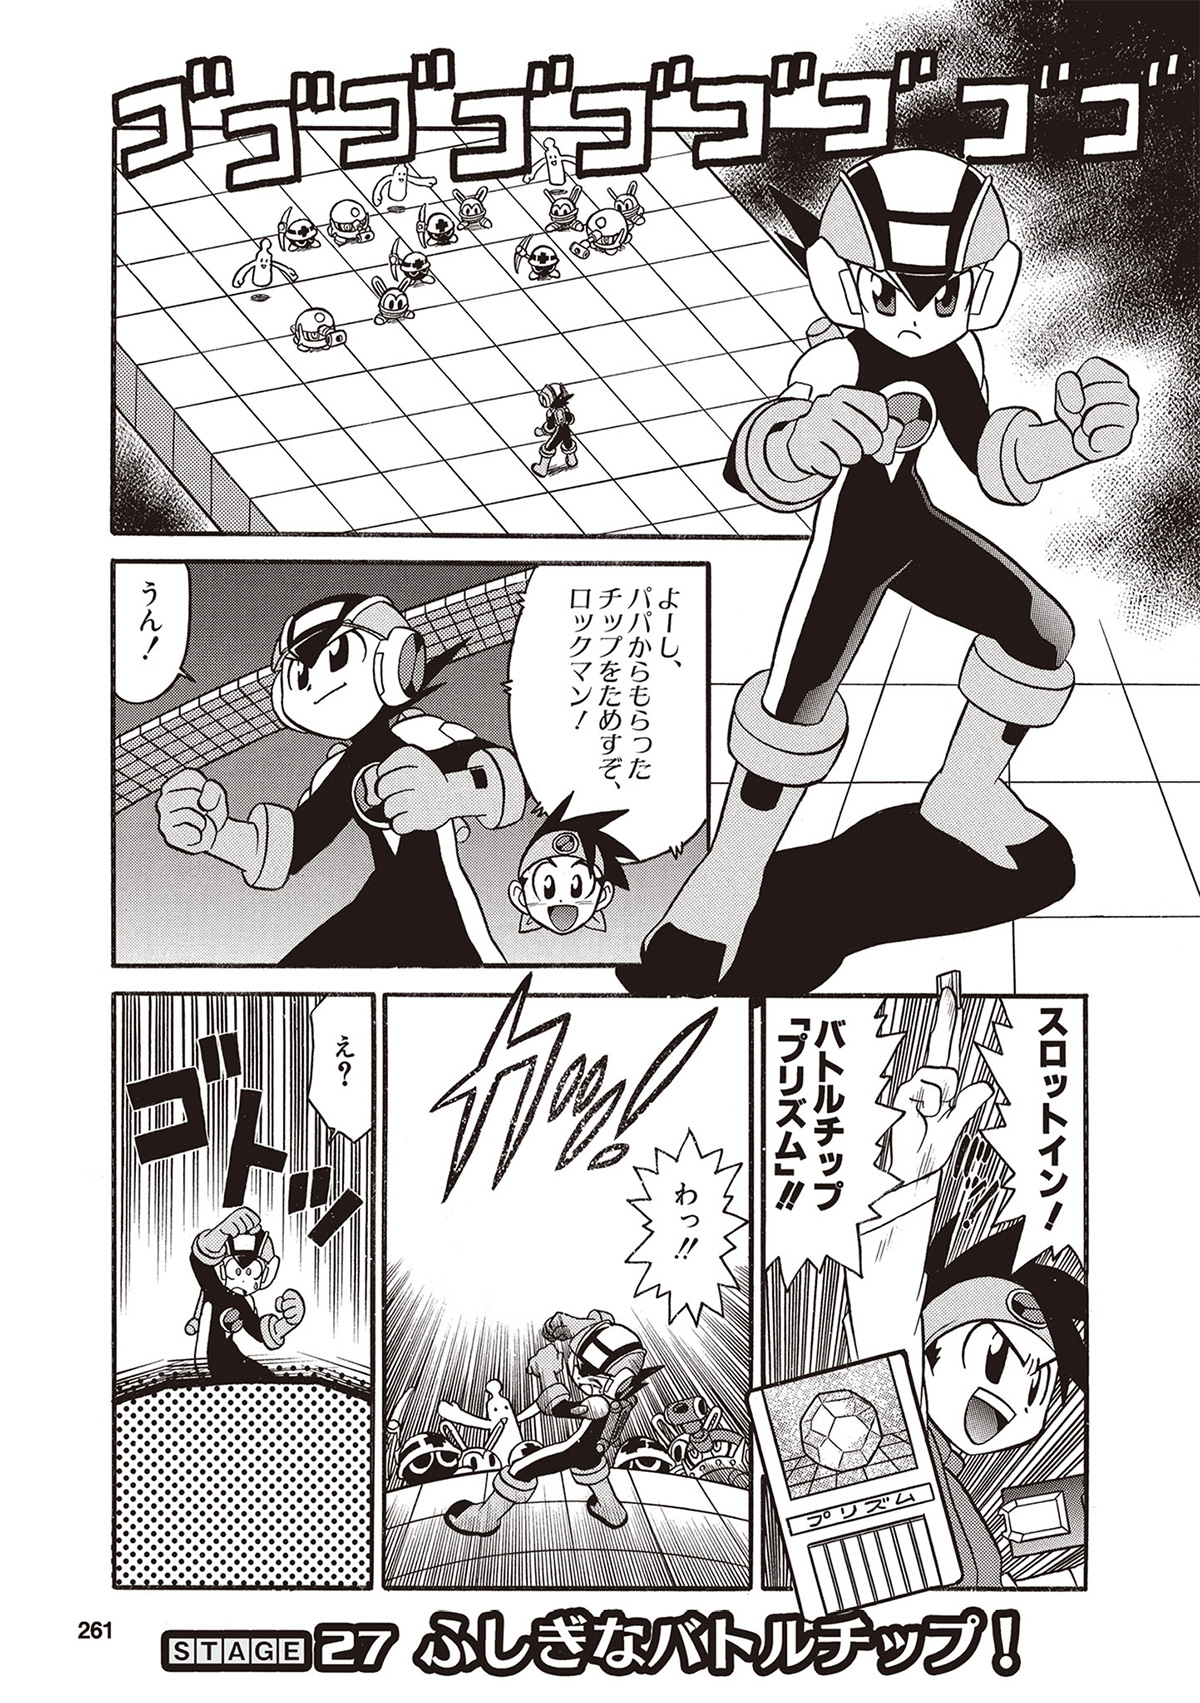 ゴゴゴゴゴゴゴゴゴ
よーし、
パパからもらった
チップをためすぞ、
ロックマン!
うん!
スロットイン!
バトルチップ
「プリズム」!!
プリズム
カッ!
わっ!!
え?
ゴトッ
261
STAGE 27 ふしぎなバトルチップ!